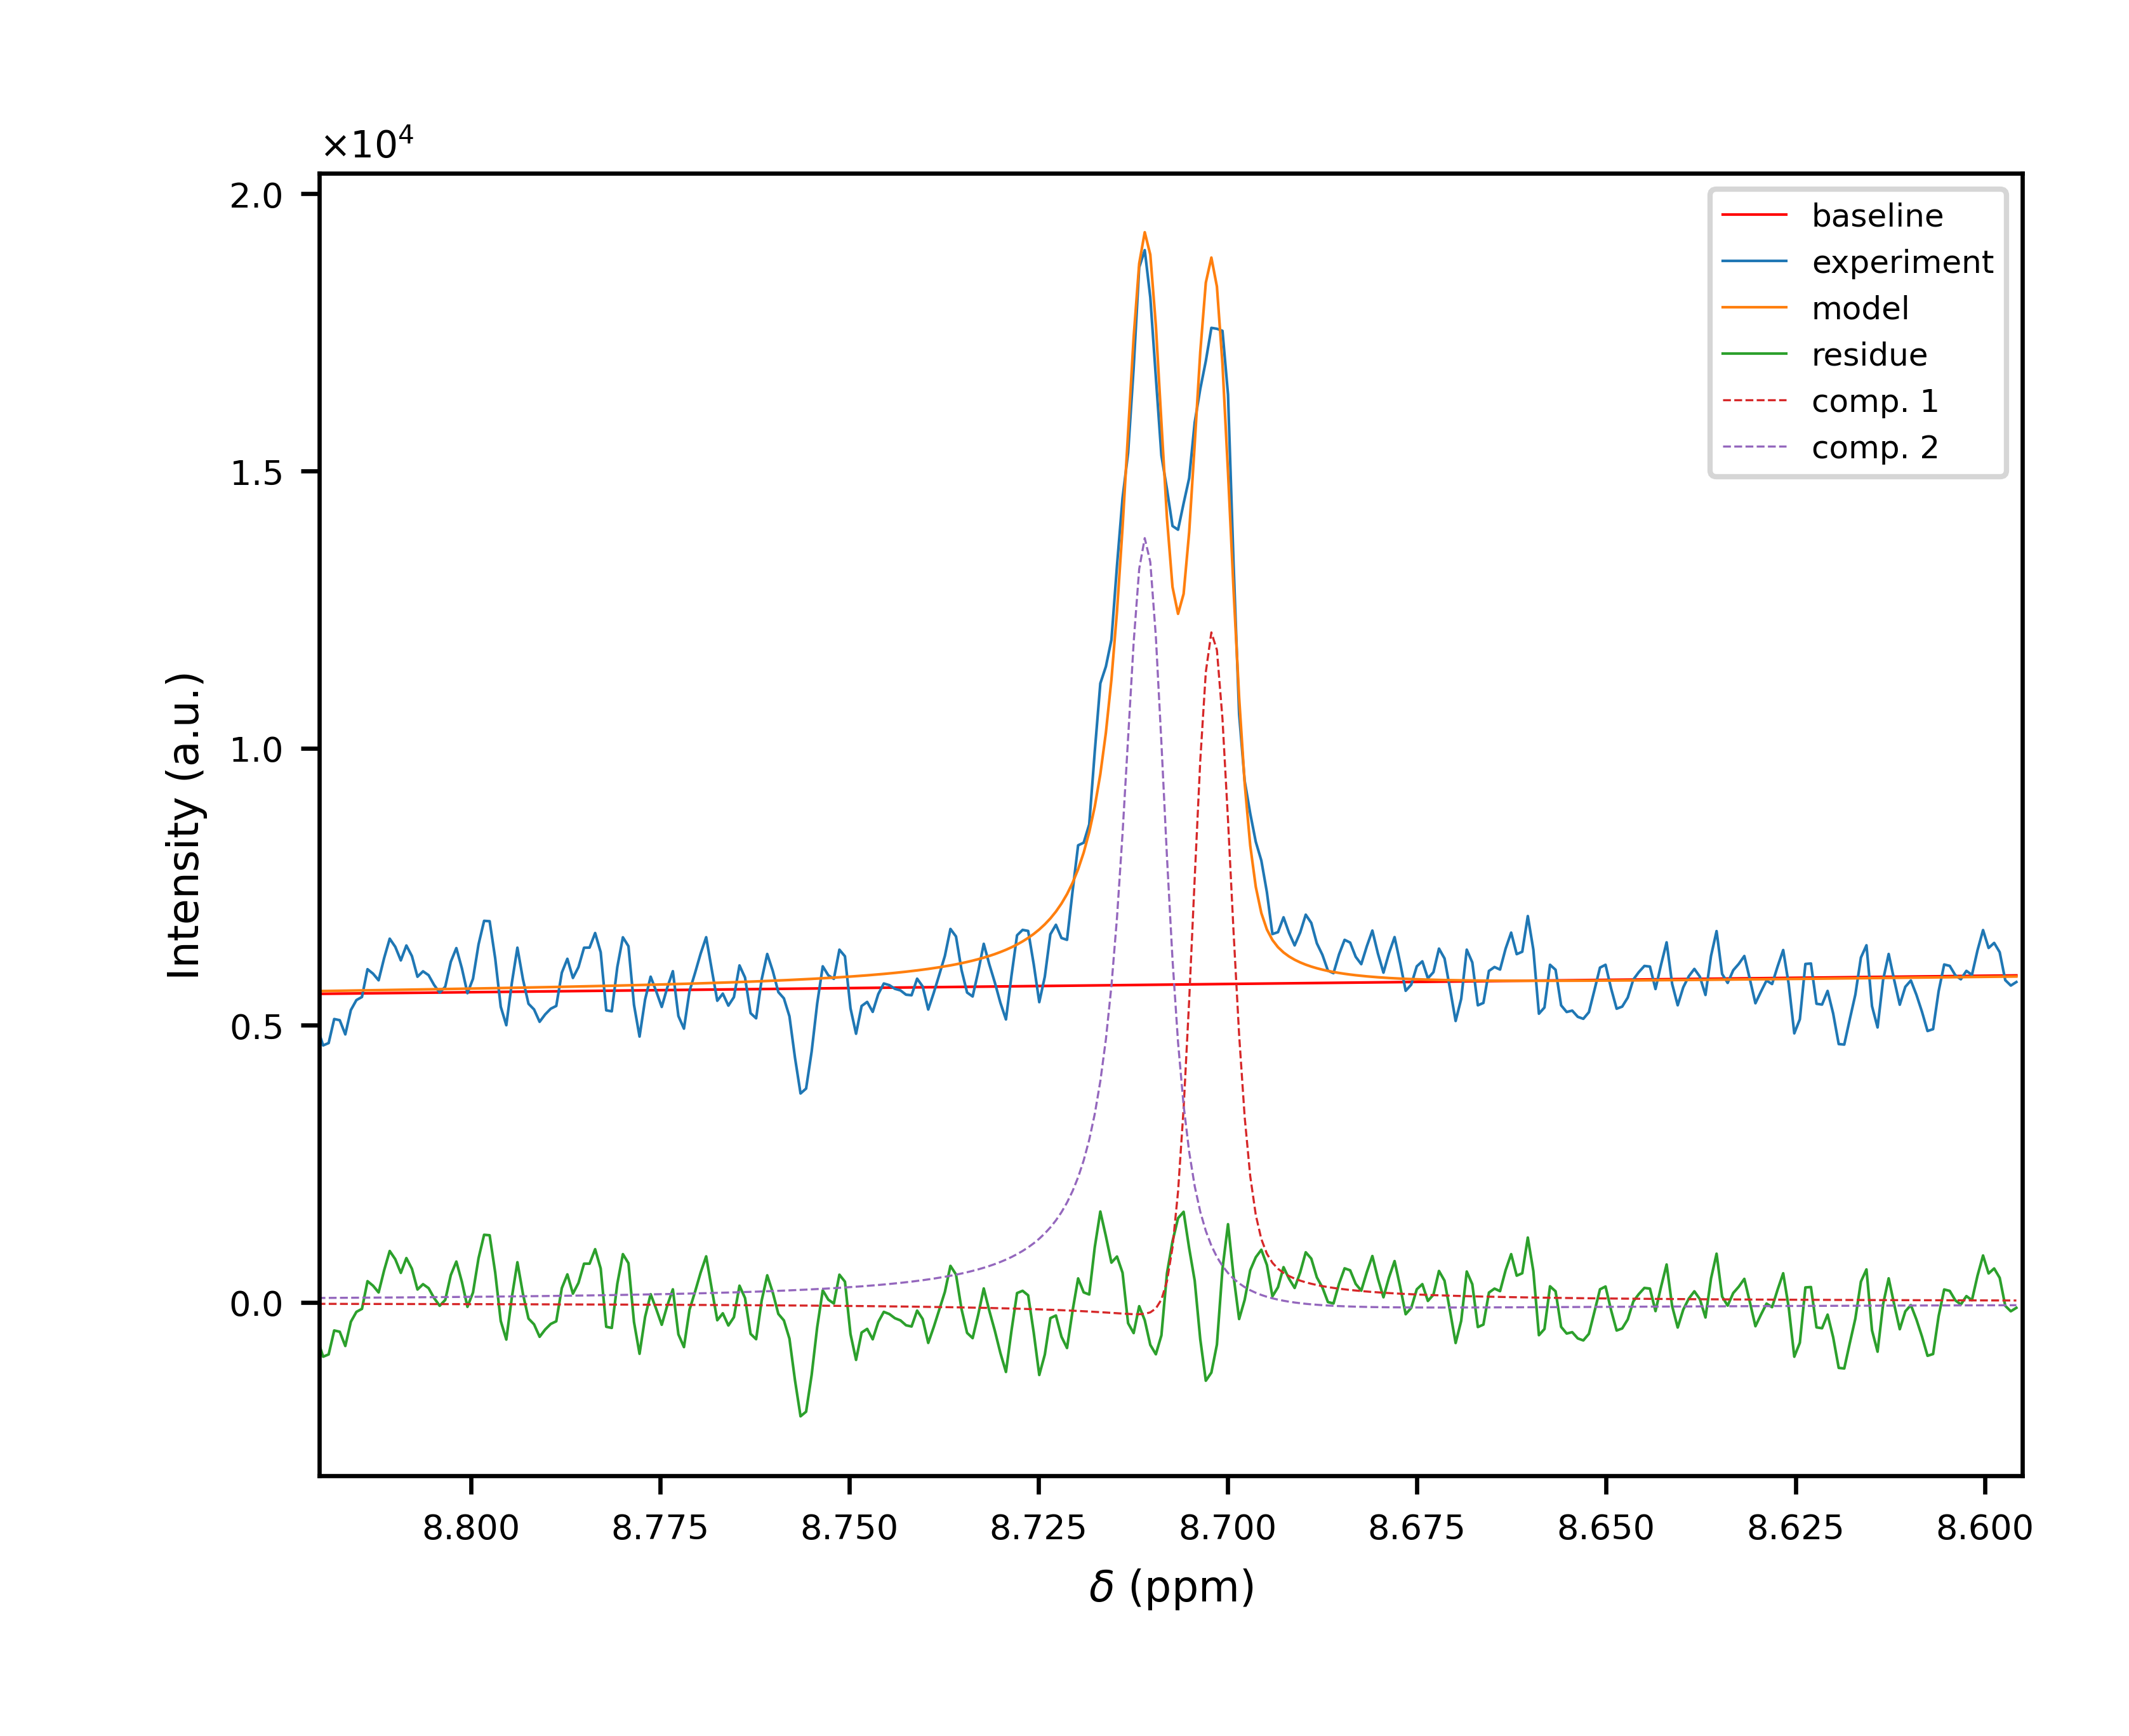 ×10⁴
2.0
1.5
1.0
0.5
0.0
Intensity (a.u.)
baseline
experiment
model
residue
comp. 1
comp. 2
8.800 8.775 8.750 8.725 8.700 8.675 8.650 8.625 8.600
δ (ppm)